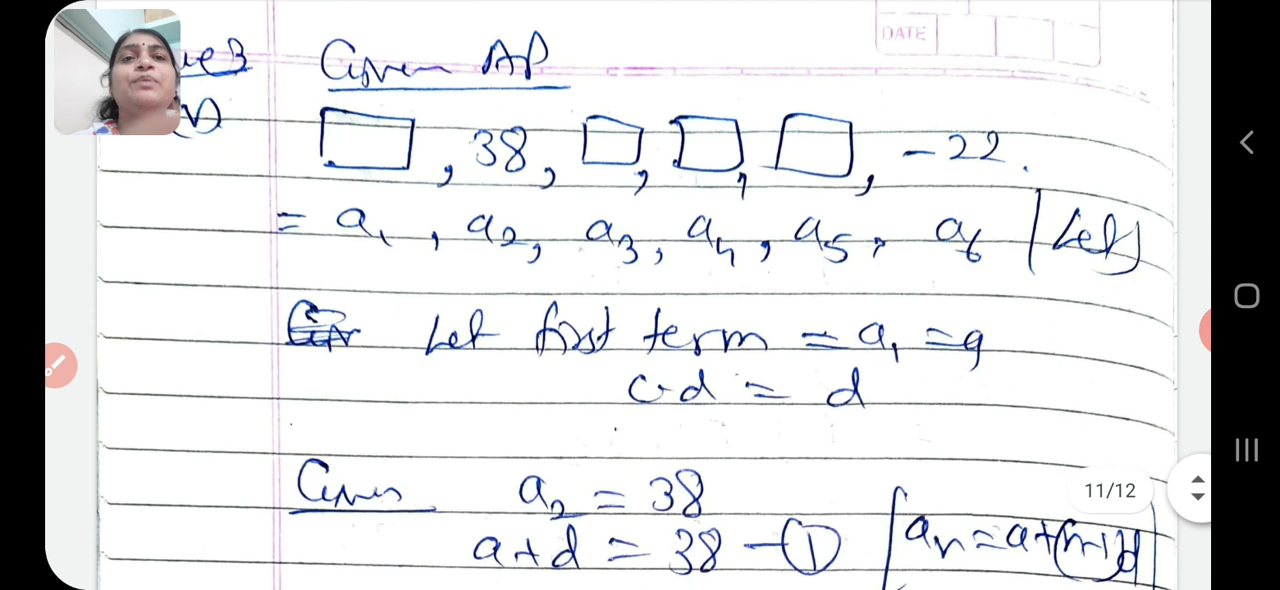 DATE
Given AP
□, 38, □, □, □, -22.
= a₁, a₂, a₃, a₄, a₅, a₆ | Let)
Let first term = a₁ = a
c.d = d
Given a₂ = 38
a+d = 38 —① [aₙ = a+(n-1)d]
11/12